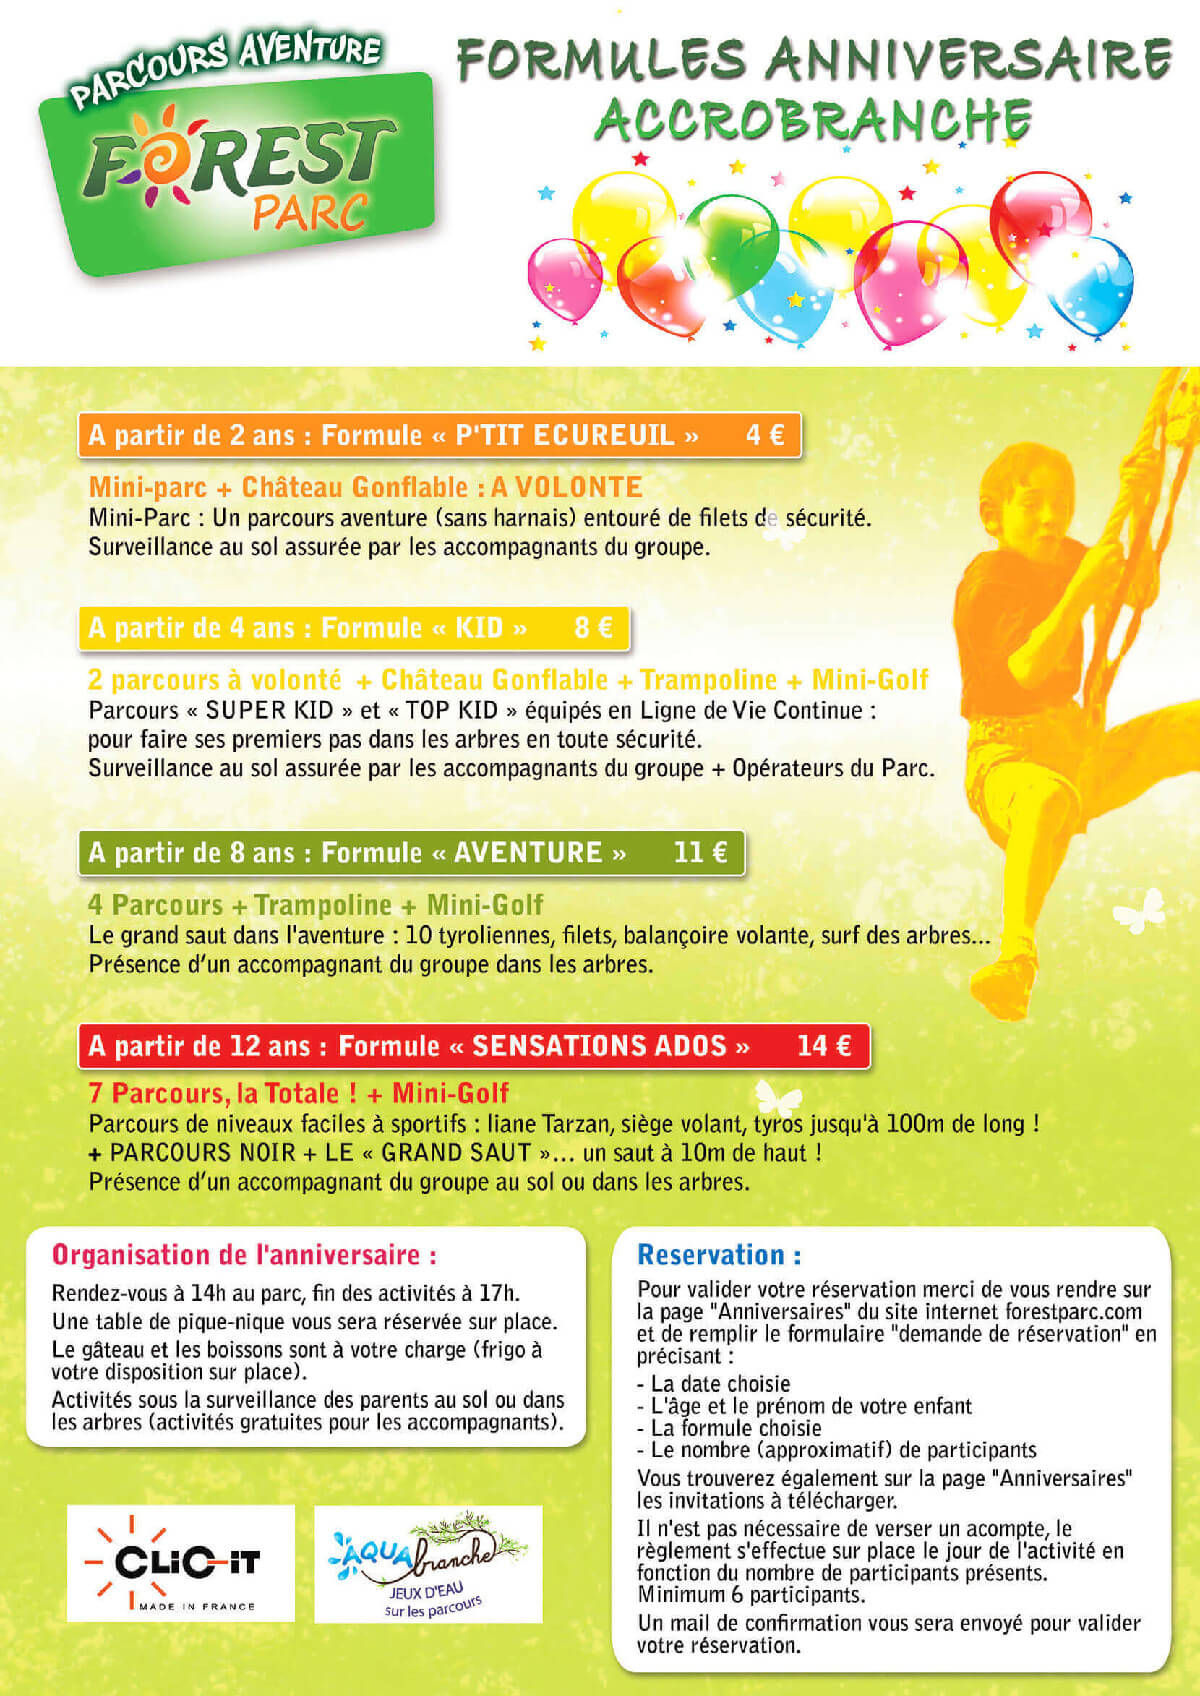 PARCOURS AVENTURE
FOREST
PARC
FORMULES ANNIVERSAIRE
ACCROBRANCHE
A partir de 2 ans : Formule « P'TIT ECUREUIL » 4 €
Mini-parc + Château Gonflable : A VOLONTE
Mini-Parc : Un parcours aventure (sans harnais) entouré de filets de sécurité.
Surveillance au sol assurée par les accompagnants du groupe.
A partir de 4 ans : Formule « KID » 8 €
2 parcours à volonté + Château Gonflable + Trampoline + Mini-Golf
Parcours « SUPER KID » et « TOP KID » équipés en Ligne de Vie Continue :
pour faire ses premiers pas dans les arbres en toute sécurité.
Surveillance au sol assurée par les accompagnants du groupe + Opérateurs du Parc.
A partir de 8 ans : Formule « AVENTURE » 11 €
4 Parcours + Trampoline + Mini-Golf
Le grand saut dans l'aventure : 10 tyroliennes, filets, balançoire volante, surf des arbres...
Présence d’un accompagnant du groupe dans les arbres.
A partir de 12 ans : Formule « SENSATIONS ADOS » 14 €
7 Parcours, la Totale ! + Mini-Golf
Parcours de niveaux faciles à sportifs : liane Tarzan, siège volant, tyros jusqu'à 100m de long !
+ PARCOURS NOIR + LE « GRAND SAUT »... un saut à 10m de haut !
Présence d’un accompagnant du groupe au sol ou dans les arbres.
Organisation de l'anniversaire :
Rendez-vous à 14h au parc, fin des activités à 17h.
Une table de pique-nique vous sera réservée sur place.
Le gâteau et les boissons sont à votre charge (frigo à
votre disposition sur place).
Activités sous la surveillance des parents au sol ou dans
les arbres (activités gratuites pour les accompagnants).
CLiC-iT
MADE IN FRANCE
AQUA branche
JEUX D'EAU
sur les parcours
Reservation :
Pour valider votre réservation merci de vous rendre sur
la page "Anniversaires" du site internet forestparc.com
et de remplir le formulaire "demande de réservation" en
précisant :
- La date choisie
- L'âge et le prénom de votre enfant
- La formule choisie
- Le nombre (approximatif) de participants
Vous trouverez également sur la page "Anniversaires"
les invitations à télécharger.
Il n'est pas nécessaire de verser un acompte, le
règlement s'effectue sur place le jour de l'activité en
fonction du nombre de participants présents.
Minimum 6 participants.
Un mail de confirmation vous sera envoyé pour valider
votre réservation.